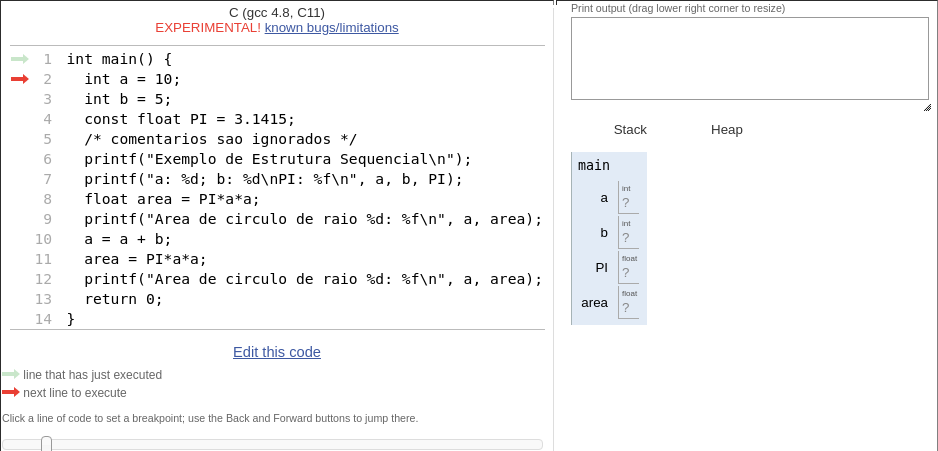 C (gcc 4.8, C11)
EXPERIMENTAL! known bugs/limitations
1 int main() {
2 int a = 10;
3 int b = 5;
4 const float PI = 3.1415;
5 /* comentarios sao ignorados */
6 printf("Exemplo de Estrutura Sequencial\n");
7 printf("a: %d; b: %d\nPI: %f\n", a, b, PI);
8 float area = PI*a*a;
9 printf("Area de circulo de raio %d: %f\n", a, area);
10 a = a + b;
11 area = PI*a*a;
12 printf("Area de circulo de raio %d: %f\n", a, area);
13 return 0;
14 }
Edit this code
line that has just executed
next line to execute
Click a line of code to set a breakpoint; use the Back and Forward buttons to jump there.
Print output (drag lower right corner to resize)
Stack Heap
main
a int ?
b int ?
PI float ?
area float ?